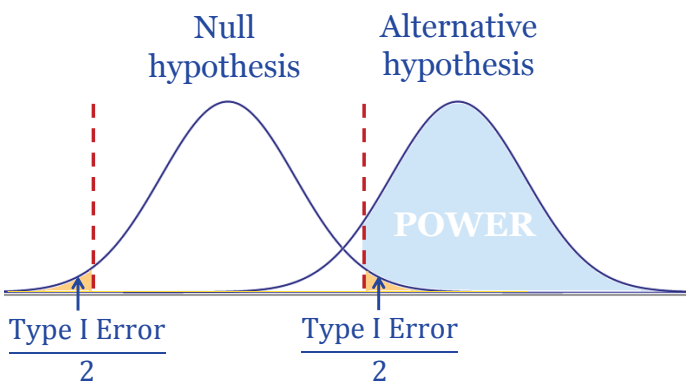 Null
hypothesis
Alternative
hypothesis
POWER
Type I Error
2
Type I Error
2